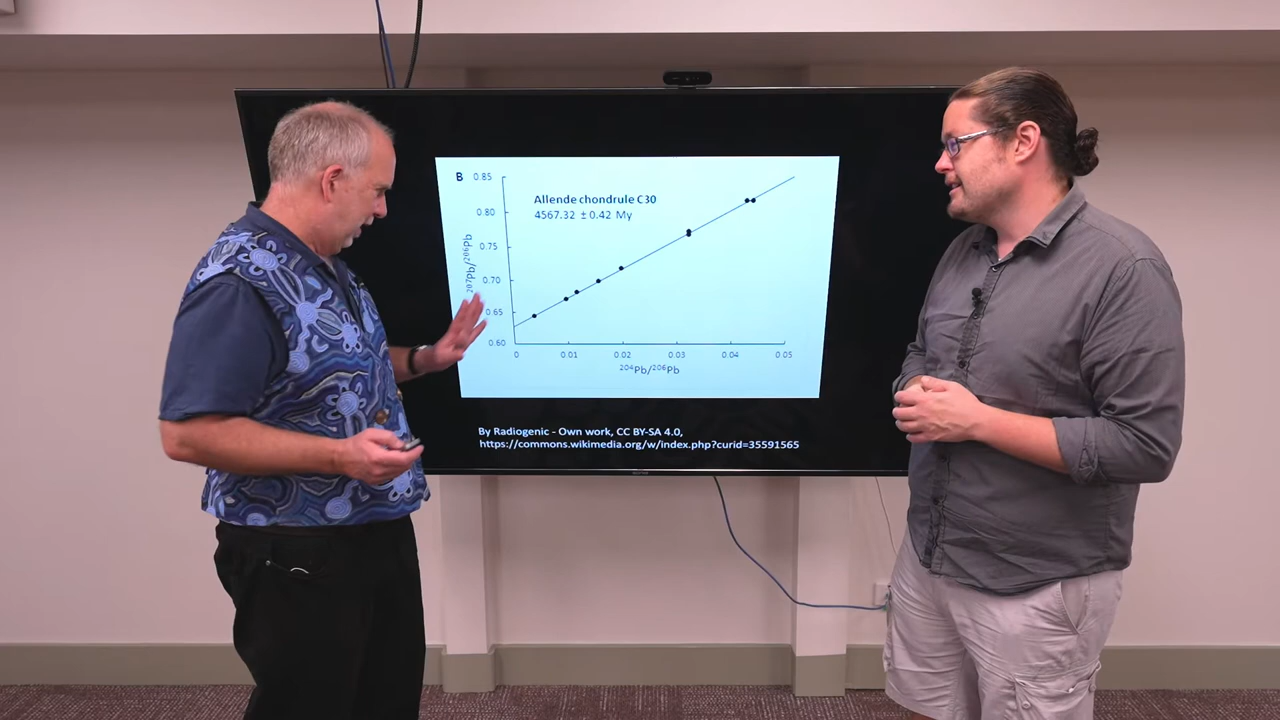 B
0.85
Allende chondrule C30
4567.32 ± 0.42 My
0.80
0.75
0.70
0.65
0.60
²⁰⁷Pb/²⁰⁶Pb
0
0.01
0.02
0.03
0.04
0.05
²⁰⁴Pb/²⁰⁶Pb
By Radiogenic - Own work, CC BY-SA 4.0,
https://commons.wikimedia.org/w/index.php?curid=35591565